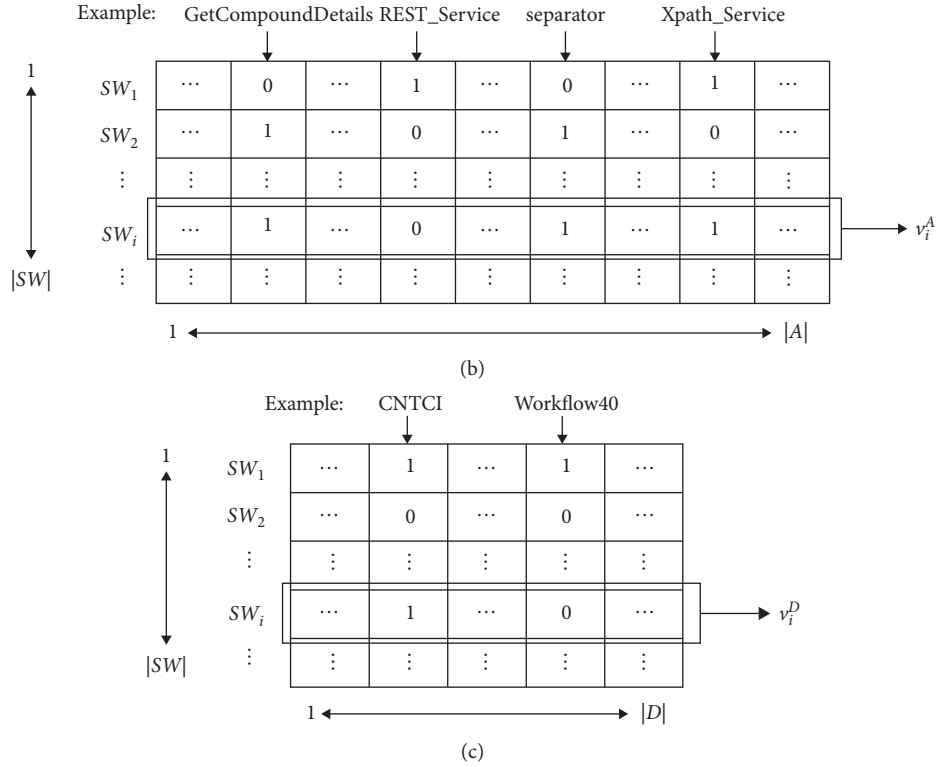 Example: GetCompoundDetails REST_Service separator Xpath_Service
1
SW1 ⋯ 0 ⋯ 1 ⋯ 0 ⋯ 1 ⋯
SW2 ⋯ 1 ⋯ 0 ⋯ 1 ⋯ 0 ⋯
⋮ ⋮ ⋮ ⋮ ⋮ ⋮ ⋮ ⋮ ⋮ ⋮
SWi ⋯ 1 ⋯ 0 ⋯ 1 ⋯ 1 ⋯ viA
|SW| ⋮ ⋮ ⋮ ⋮ ⋮ ⋮ ⋮ ⋮ ⋮ ⋮
1 |A|
(b)
Example: CNTCI Workflow40
1
SW1 ⋯ 1 ⋯ 1 ⋯
SW2 ⋯ 0 ⋯ 0 ⋯
⋮ ⋮ ⋮ ⋮ ⋮ ⋮
SWi ⋯ 1 ⋯ 0 ⋯ viD
|SW| ⋮ ⋮ ⋮ ⋮ ⋮ ⋮
1 |D|
(c)